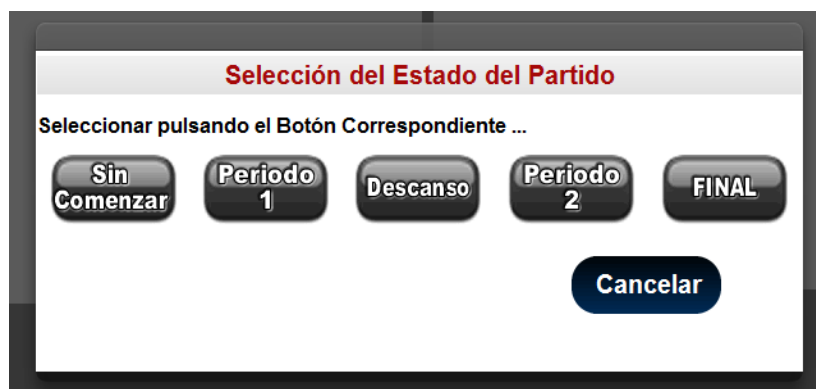 Selección del Estado del Partido
Seleccionar pulsando el Botón Correspondiente ...
Sin
Comenzar
Periodo
1
Descanso
Periodo
2
FINAL
Cancelar